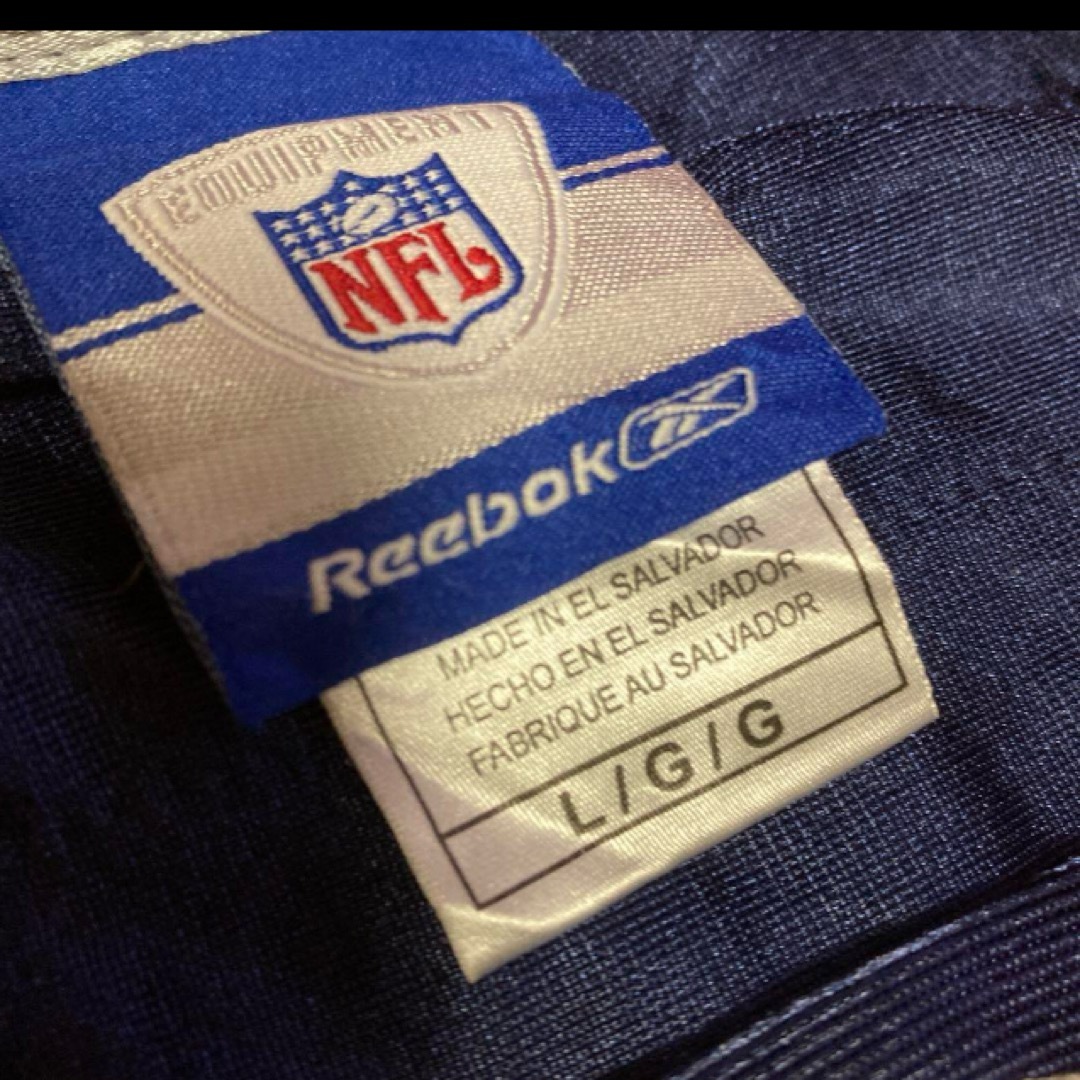 EQUIPMENT
NFL
Reebok
MADE IN EL SALVADOR
HECHO EN EL SALVADOR
FABRIQUE AU SALVADOR
L / G / G